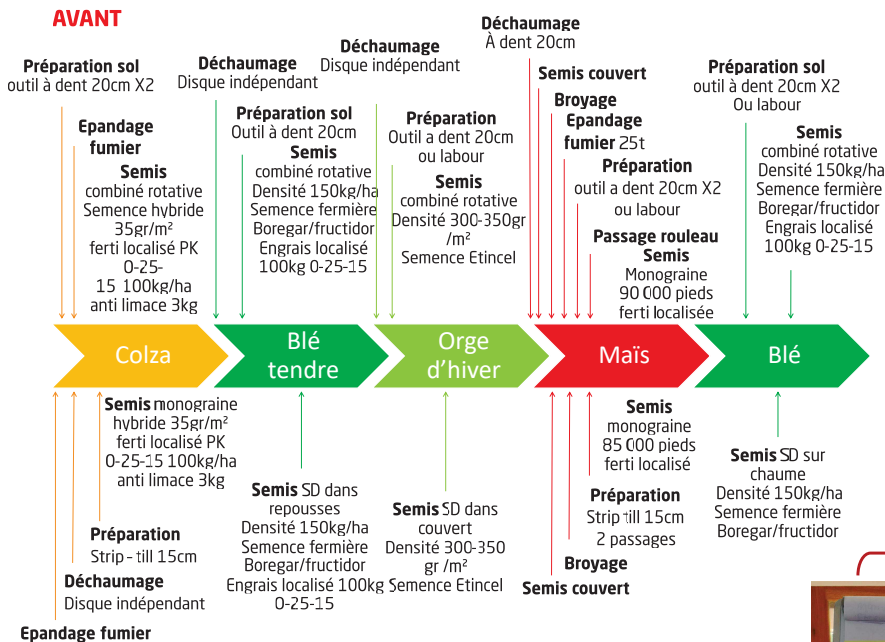 AVANT
Préparation sol
outil à dent 20cm X2
Epandage
fumier
Semis
combiné rotative
Semence hybride
35gr/m²
ferti localisé PK
0-25-
15 100kg/ha
anti limace 3kg
Déchaumage
Disque indépendant
Préparation sol
Outil à dent 20cm
Semis
combiné rotative
Densité 150kg/ha
Semence fermière
Boregar/fructidor
Engrais localisé
100kg 0-25-15
Déchaumage
Disque indépendant
Préparation
Outil a dent 20cm
ou labour
Semis
combiné rotative
Densité 300-350gr
/m²
Semence Etincel
Déchaumage
À dent 20cm
Semis couvert
Broyage
Epandage
fumier 25t
Préparation
outil a dent 20cm X2
ou labour
Passage rouleau
Semis
Monograine
90 000 pieds
ferti localisée
Préparation sol
outil à dent 20cm X2
Ou labour
Semis
combiné rotative
Densité 150kg/ha
Semence fermière
Boregar/fructidor
Engrais localisé
100kg 0-25-15
Colza
Blé
tendre
Orge
d'hiver
Maïs
Blé
Semis monograine
hybride 35gr/m²
ferti localisé PK
0-25-15 100kg/ha
anti limace 3kg
Préparation
Strip - till 15cm
Déchaumage
Disque indépendant
Epandage fumier
Semis SD dans
repousses
Densité 150kg/ha
Semence fermière
Boregar/fructidor
Engrais localisé 100kg
0-25-15
Semis SD dans
couvert
Densité 300-350
gr /m²
Semence Etincel
Semis
monograine
85 000 pieds
ferti localisé
Préparation
Strip till 15cm
2 passages
Broyage
Semis couvert
Semis SD sur
chaume
Densité 150kg/ha
Semence fermière
Boregar/fructidor